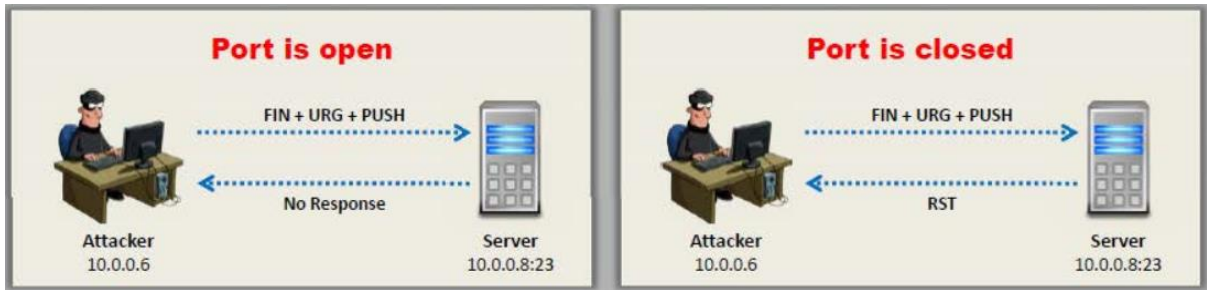 Port is open
FIN + URG + PUSH
No Response
Attacker
10.0.0.6
Server
10.0.0.8:23
Port is closed
FIN + URG + PUSH
RST
Attacker
10.0.0.6
Server
10.0.0.8:23